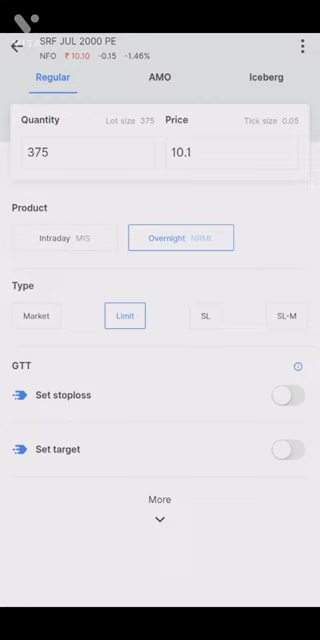 SRF JUL 2000 PE
NFO ₹ 10.10 -0.15 -1.46%
Regular AMO Iceberg
Quantity Lot size 375 Price Tick size 0.05
375 10.1
Product
Intraday MIS Overnight NRML
Type
Market Limit SL SL-M
GTT
Set stoploss
Set target
More